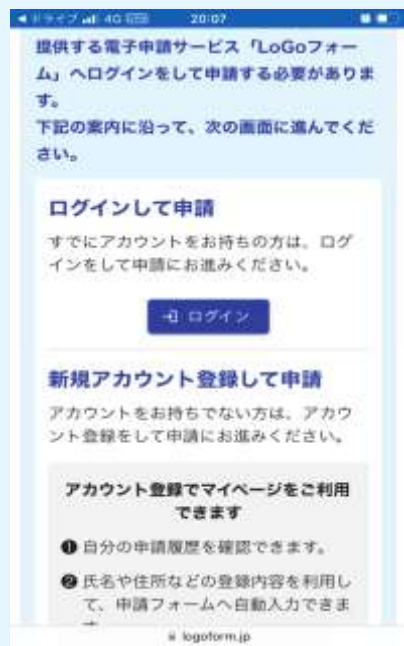 ◀ ドライブ 4G 20:07
提供する電子申請サービス「LoGoフォー
ム」へログインをして申請する必要がありま
す。
下記の案内に沿って、次の画面に進んでくだ
さい。
ログインして申請
すでにアカウントをお持ちの方は、ログ
インをして申請にお進みください。
ログイン
新規アカウント登録して申請
アカウントをお持ちでない方は、アカウ
ント登録をして申請にお進みください。
アカウント登録でマイページをご利用
できます
❶ 自分の申請履歴を確認できます。
❷ 氏名や住所などの登録内容を利用し
て、申請フォームへ自動入力できま
logoform.jp